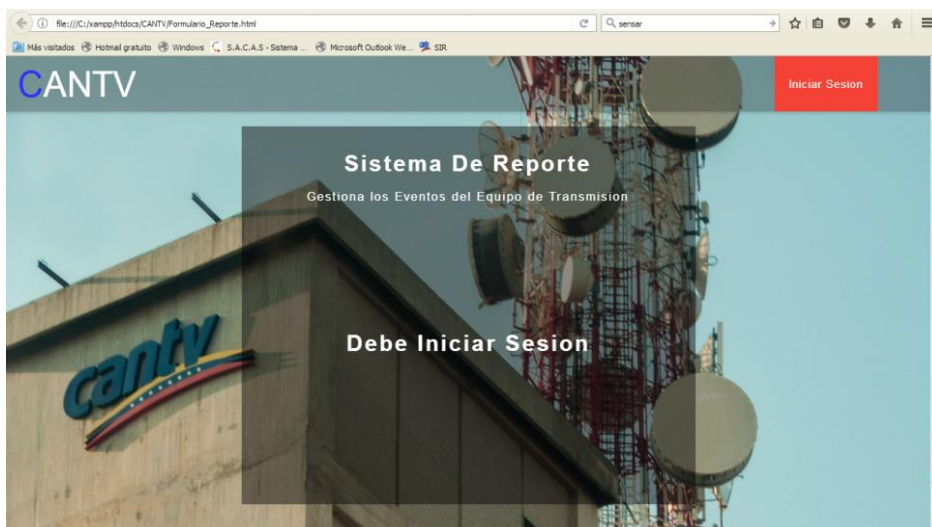 file:///C:/xampp/htdocs/CANTV/Formulario_Reporte.html
sensar
Más visitados Hotmail gratuito Windows S.A.C.A.S - Sistema ... Microsoft Outlook We... SIR
CANTV
Iniciar Sesion
Sistema De Reporte
Gestiona los Eventos del Equipo de Transmision
Debe Iniciar Sesion
cantv